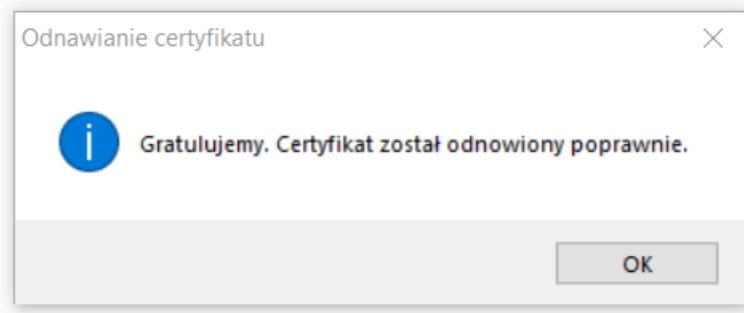 Odnawianie certyfikatu
Gratulujemy. Certyfikat został odnowiony poprawnie.
OK